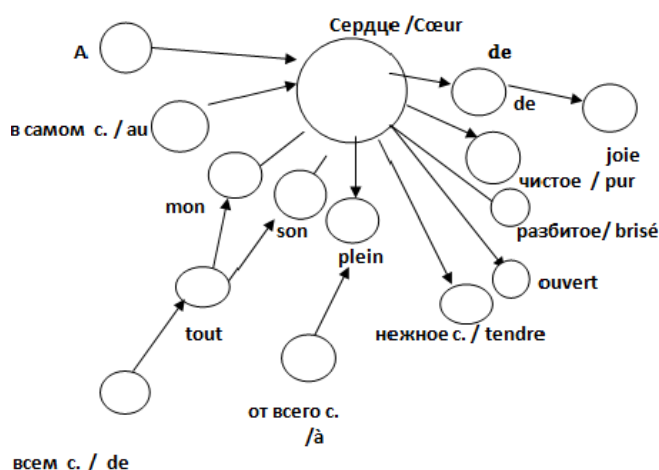 Сердце /Cœur
A
de
de
в самом с. / au
joie
чистое / pur
mon
разбитое/ brisé
son
plein
ouvert
tout
нежное с. / tendre
от всего с.
/à
всем с. / de